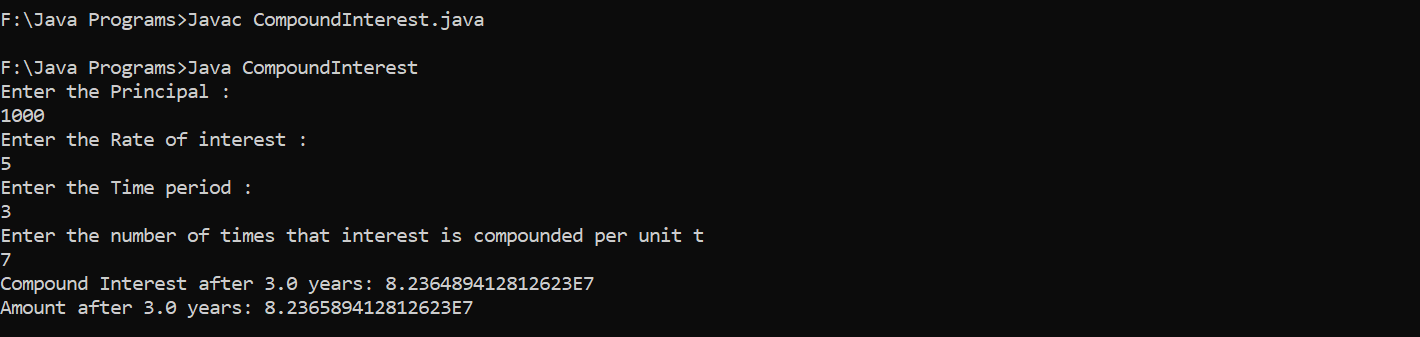 F:\Java Programs>Javac CompoundInterest.java
F:\Java Programs>Java CompoundInterest
Enter the Principal :
1000
Enter the Rate of interest :
5
Enter the Time period :
3
Enter the number of times that interest is compounded per unit t
7
Compound Interest after 3.0 years: 8.236489412812623E7
Amount after 3.0 years: 8.236589412812623E7